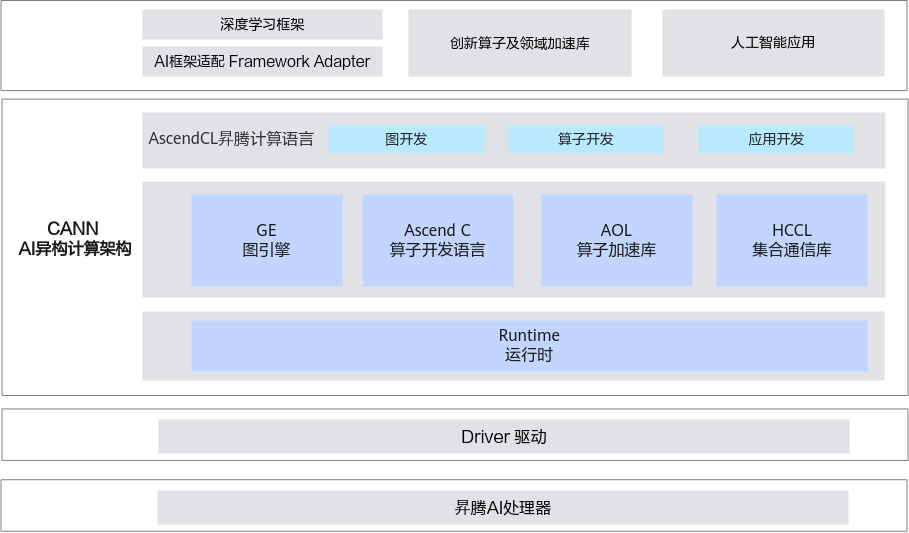 深度学习框架
AI框架适配 Framework Adapter
创新算子及领域加速库
人工智能应用
CANN
AI异构计算架构
AscendCL昇腾计算语言
图开发
算子开发
应用开发
GE
图引擎
Ascend C
算子开发语言
AOL
算子加速库
HCCL
集合通信库
Runtime
运行时
Driver 驱动
昇腾AI处理器